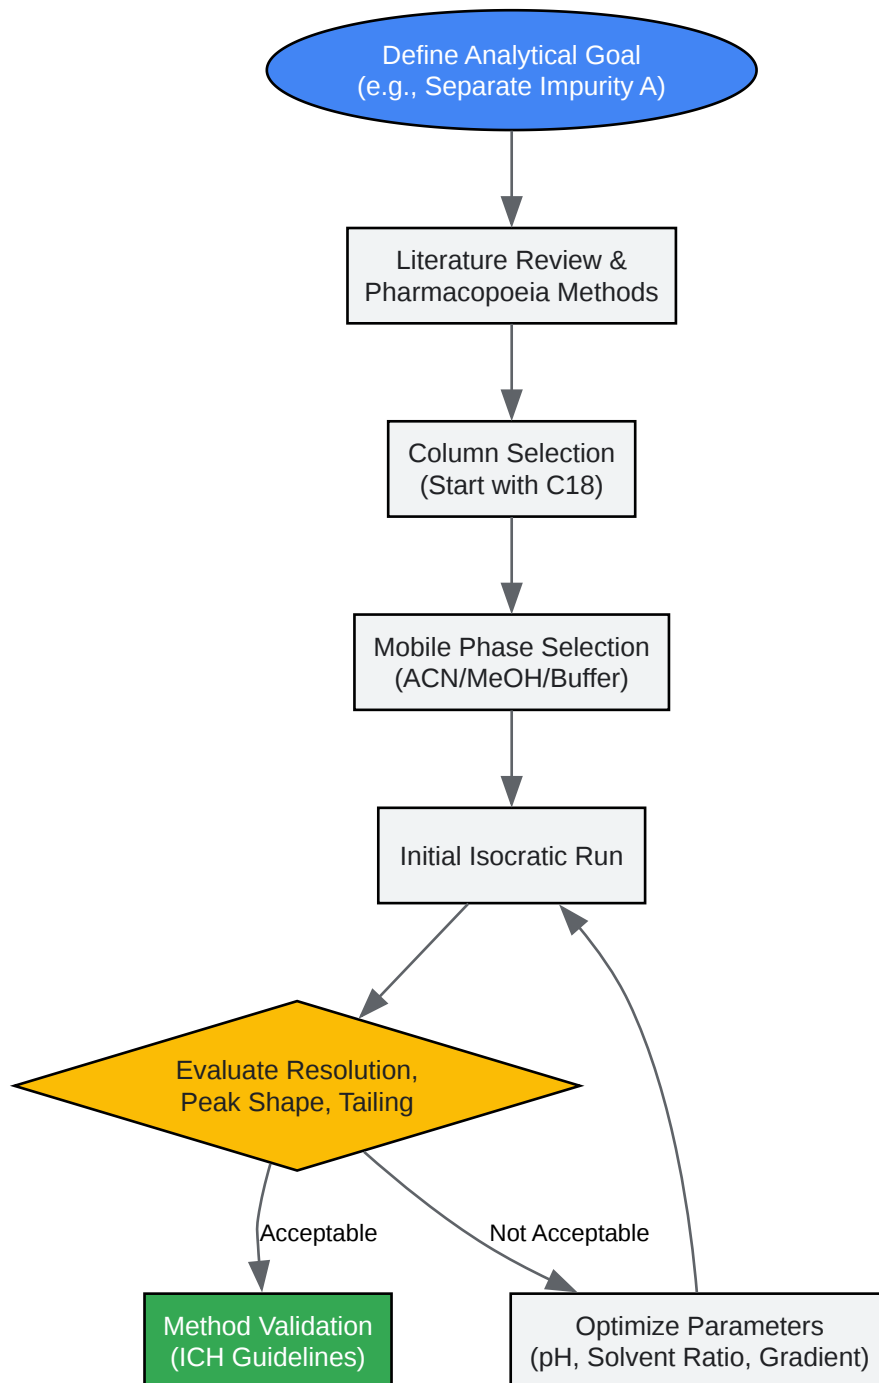 Define Analytical Goal
(e.g., Separate Impurity A)
Literature Review &
Pharmacopoeia Methods
Column Selection
(Start with C18)
Mobile Phase Selection
(ACN/MeOH/Buffer)
Initial Isocratic Run
Evaluate Resolution,
Peak Shape, Tailing
Acceptable
Not Acceptable
Method Validation
(ICH Guidelines)
Optimize Parameters
(pH, Solvent Ratio, Gradient)